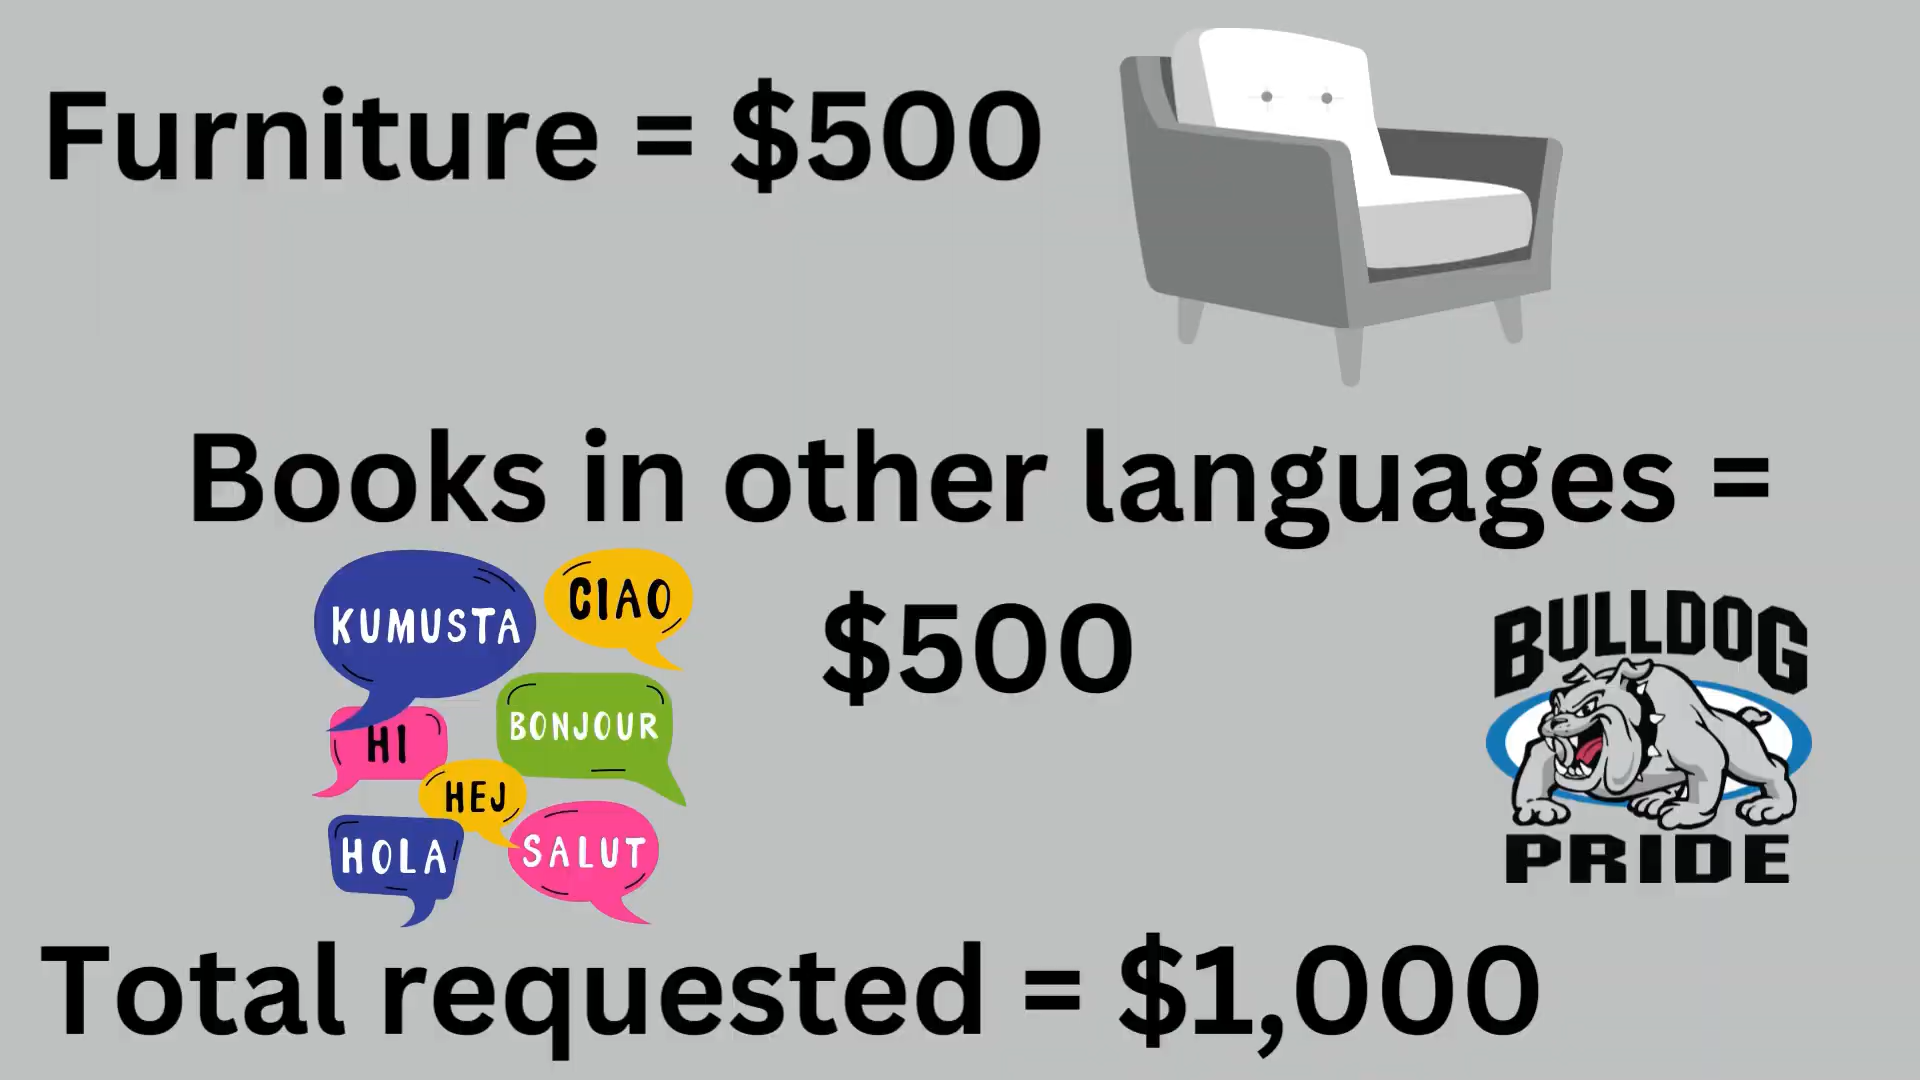 Furniture = $500
Books in other languages =
$500
KUMUSTA
CIAO
HI
BONJOUR
HEJ
HOLA
SALUT
BULLDOG
PRIDE
Total requested = $1,000